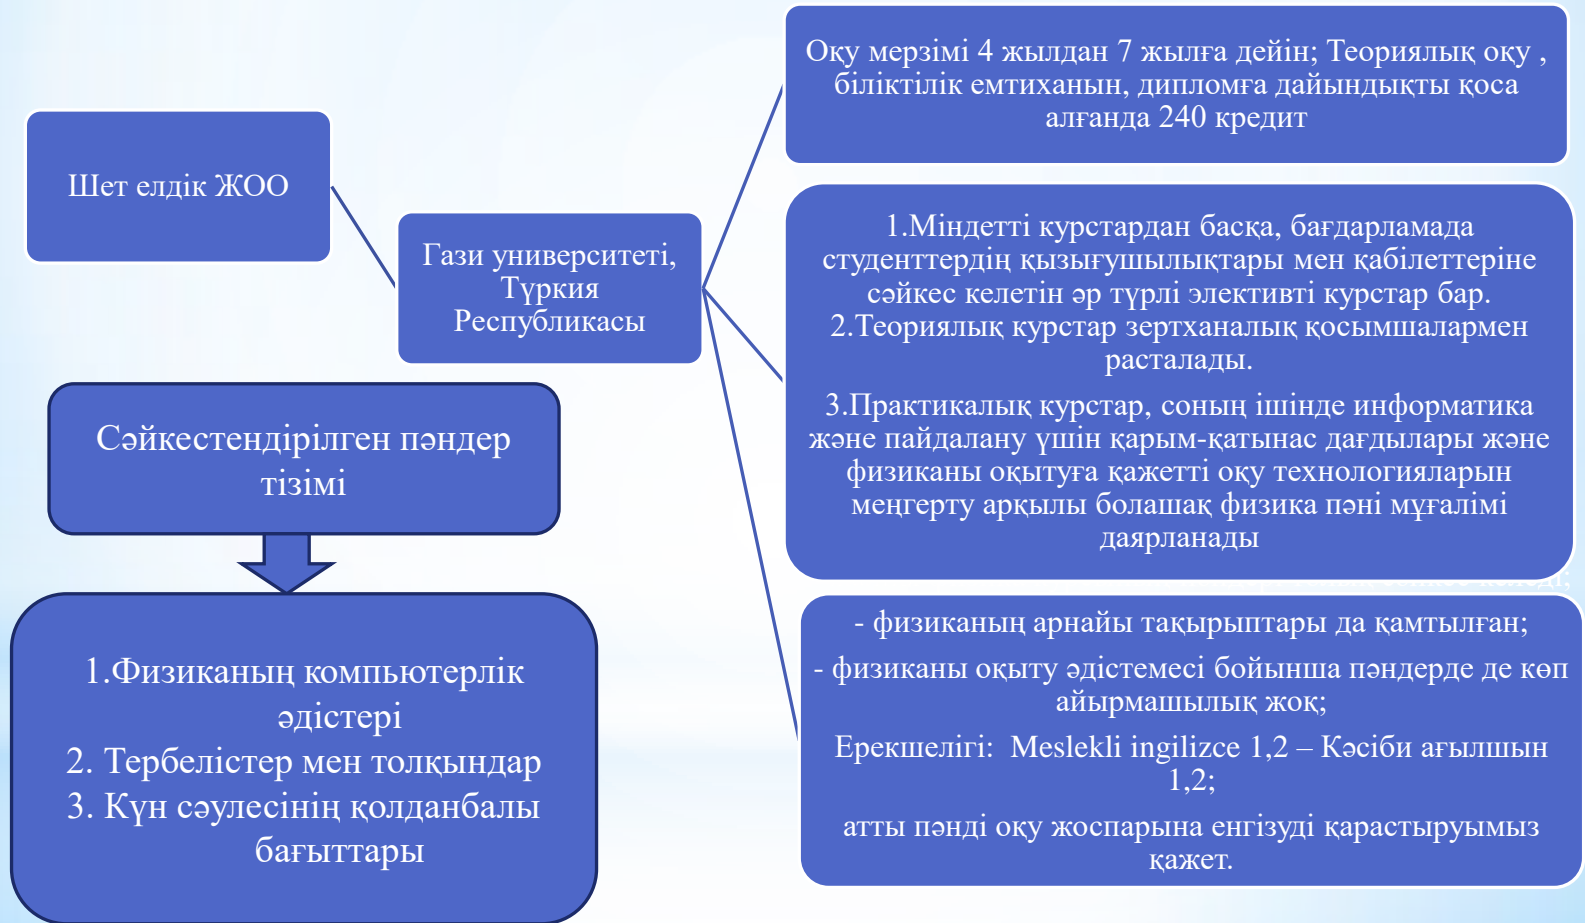 Шет елдік ЖОО
Гази университеті,
Түркия
Республикасы
Оқу мерзімі 4 жылдан 7 жылға дейін; Теориялық оқу ,
біліктілік емтиханын, дипломға дайындықты қоса
алғанда 240 кредит
1.Міндетті курстардан басқа, бағдарламада
студенттердің қызығушылықтары мен қабілеттеріне
сәйкес келетін әр түрлі элективті курстар бар.
2.Теориялық курстар зертханалық қосымшалармен
расталады.
3.Практикалық курстар, соның ішінде информатика
және пайдалану үшін қарым-қатынас дағдылары және
физиканы оқытуға қажетті оқу технологияларын
меңгерту арқылы болашақ физика пәні мұғалімі
даярланады
- физиканың арнайы тақырыптары да қамтылған;
- физиканы оқыту әдістемесі бойынша пәндерде де көп
айырмашылық жоқ;
Ерекшелігі:  Meslekli ingilizce 1,2 – Кәсіби ағылшын
1,2;
атты пәнді оқу жоспарына енгізуді қарастыруымыз
қажет.
Сәйкестендірілген пәндер
тізімі
1.Физиканың компьютерлік
әдістері
2. Тербелістер мен толқындар
3. Күн сәулесінің қолданбалы
бағыттары